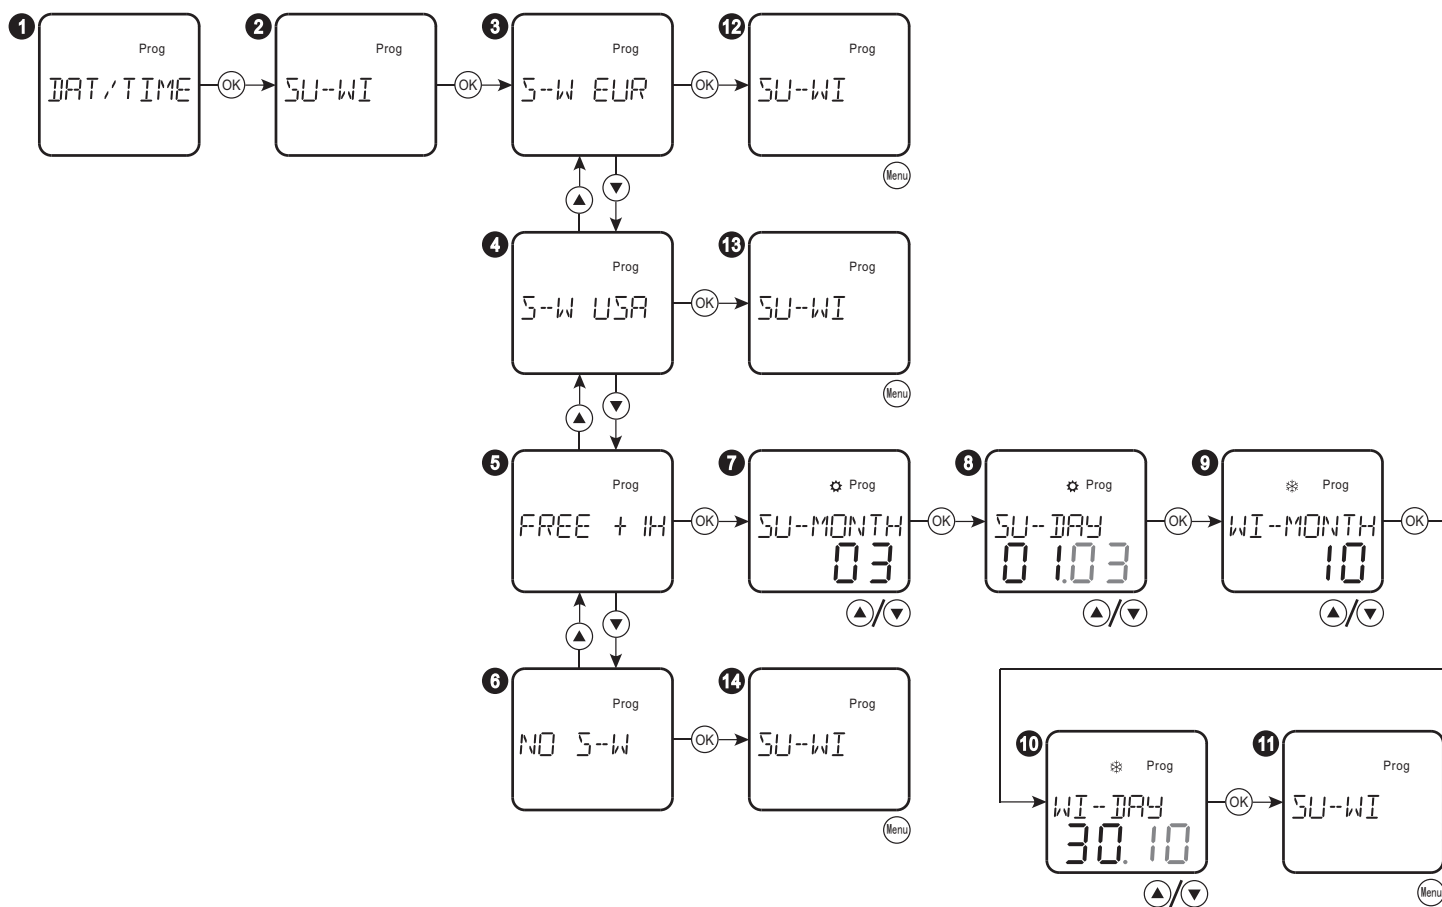 1
Prog
DAT/TIME
OK
2
Prog
SU-WI
OK
3
Prog
S-W EUR
OK
12
Prog
SU-WI
Menu
4
Prog
S-W USA
OK
13
Prog
SU-WI
Menu
5
Prog
FREE + 1H
OK
7
Prog
SU-MONTH
03
OK
8
Prog
SU-DAY
01.03
OK
9
Prog
WI-MONTH
10
OK
6
Prog
NO S-W
OK
14
Prog
SU-WI
Menu
10
Prog
WI-DAY
30.10
OK
11
Prog
SU-WI
Menu